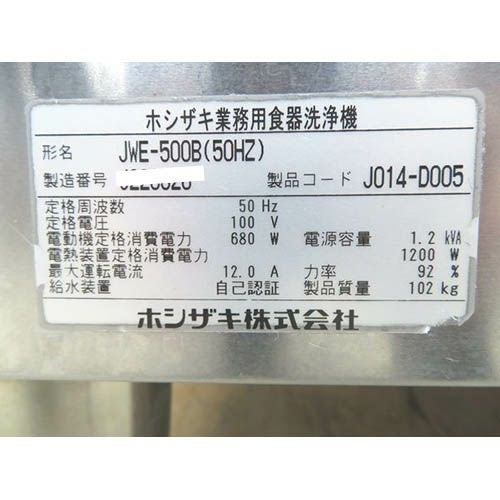 ホシザキ業務用食器洗浄機
形名 JWE-500B(50HZ)
製造番号 製品コード J014-D005
定格周波数 50 Hz
定格電圧 100 V
電動機定格消費電力 680 W 電源容量 1.2 kVA
電熱装置定格消費電力 1200 W
最大運転電流 12.0 A 力率 92 %
給水装置 自己認証 製品質量 102 kg
ホシザキ株式会社